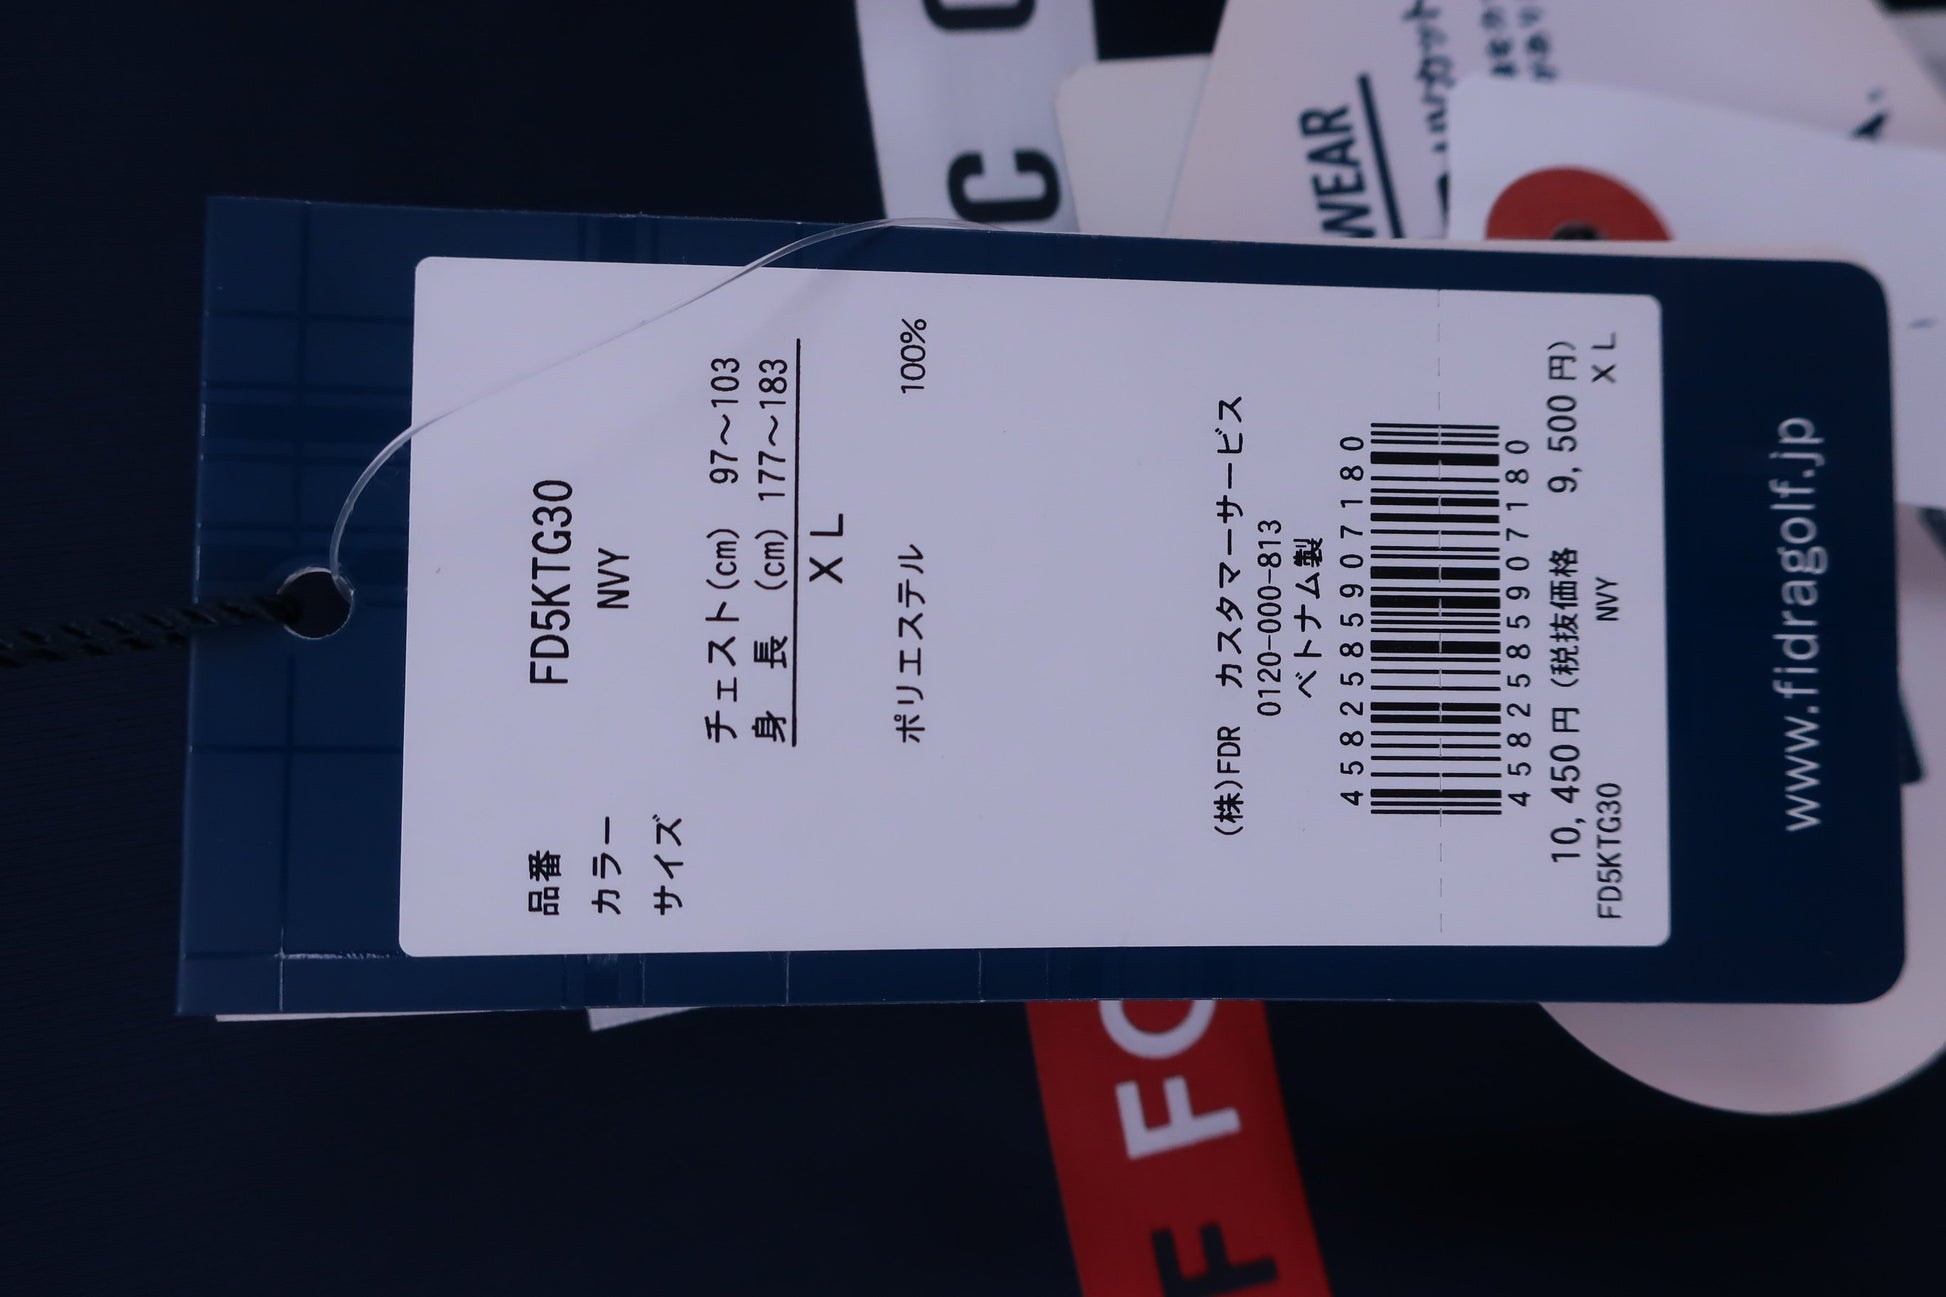 品番 FD5KTG30
カラー NVY
サイズ
チェスト(cm) 97～103
身 長 (cm) 177～183
XL
ポリエステル 100%
(株)FDR カスタマーサービス
0120-000-813
ベトナム製
4582585907180
4582585907180
10,450円(税抜価格 9,500円)
FD5KTG30 NVY XL
www.fidragolf.jp
WEAR
C
F FO